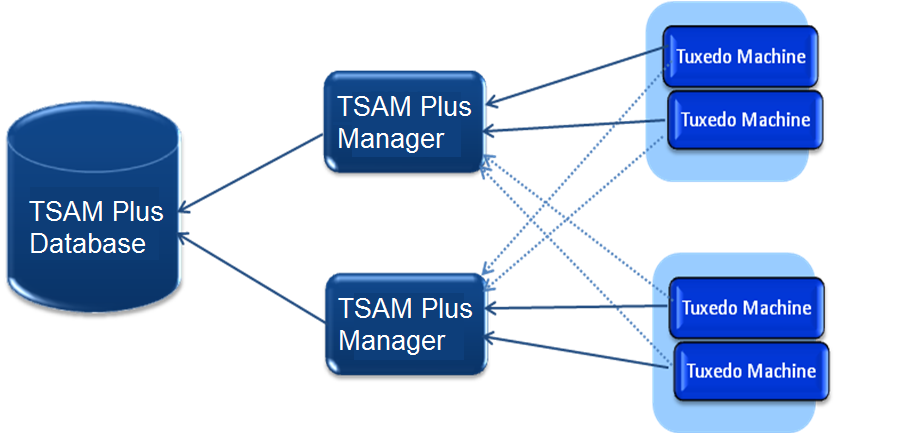 Tuxedo Machine
Tuxedo Machine
TSAM Plus
Manager
TSAM Plus
Database
TSAM Plus
Manager
Tuxedo Machine
Tuxedo Machine